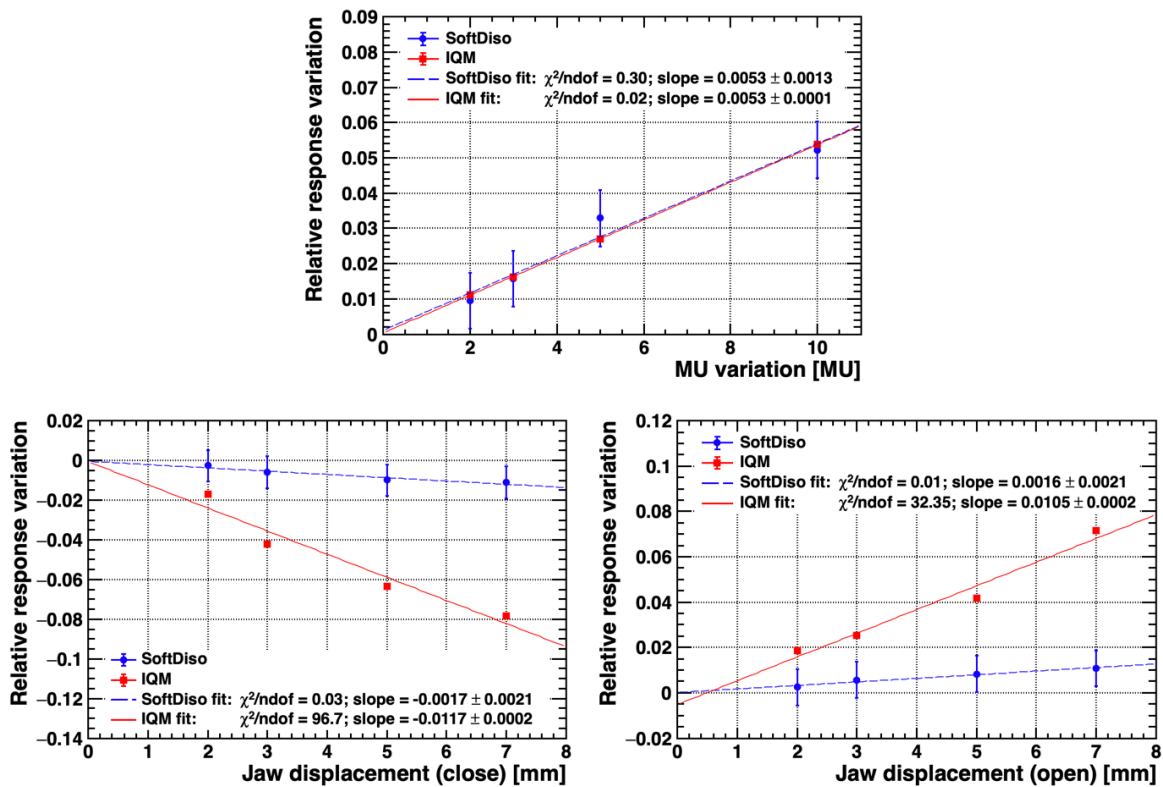 Relative response variation
0.09
0.08
0.07
0.06
0.05
0.04
0.03
0.02
0.01
0
SoftDiso
IQM
SoftDiso fit: χ²/ndof = 0.30; slope = 0.0053 ± 0.0013
IQM fit: χ²/ndof = 0.02; slope = 0.0053 ± 0.0001
0 2 4 6 8 10
MU variation [MU]
Relative response variation
0.02
0
−0.02
−0.04
−0.06
−0.08
−0.1
−0.12
−0.14
SoftDiso
IQM
SoftDiso fit: χ²/ndof = 0.03; slope = -0.0017 ± 0.0021
IQM fit: χ²/ndof = 96.7; slope = -0.0117 ± 0.0002
0 1 2 3 4 5 6 7 8
Jaw displacement (close) [mm]
Relative response variation
0.12
0.1
0.08
0.06
0.04
0.02
0
−0.02
SoftDiso
IQM
SoftDiso fit: χ²/ndof = 0.01; slope = 0.0016 ± 0.0021
IQM fit: χ²/ndof = 32.35; slope = 0.0105 ± 0.0002
0 1 2 3 4 5 6 7 8
Jaw displacement (open) [mm]